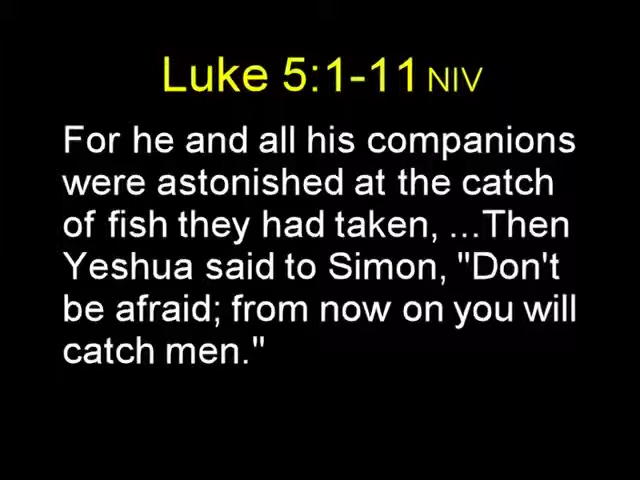 Luke 5:1-11 NIV
For he and all his companions
were astonished at the catch
of fish they had taken, ...Then
Yeshua said to Simon, "Don't
be afraid; from now on you will
catch men."